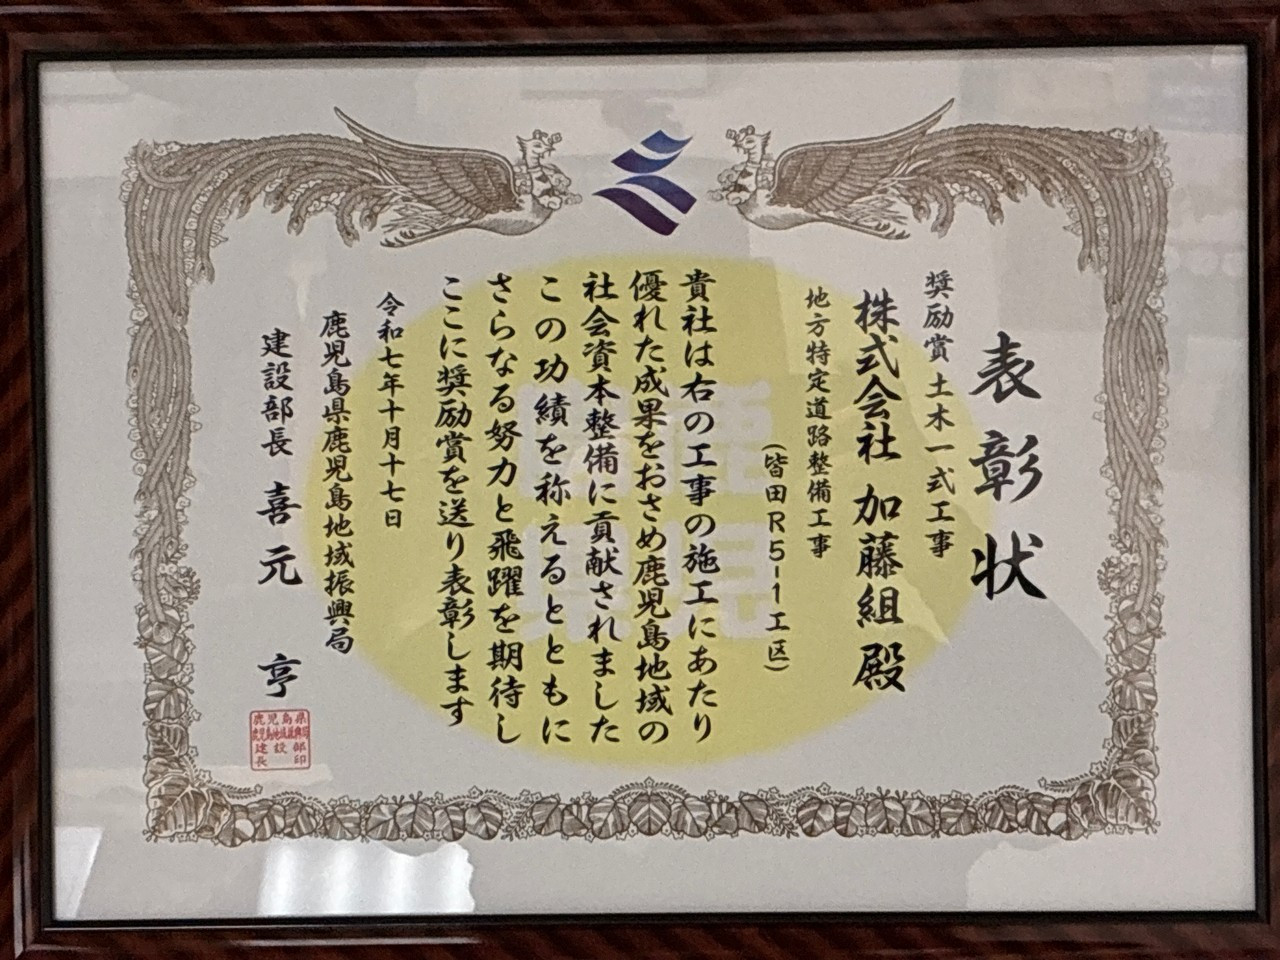 表彰状
奨励賞 土木一式工事
株式会社 加藤組 殿
地方特定道路整備工事
(皆田R5-1工区)
貴社は右の工事の施工にあたり
優れた成果をおさめ鹿児島地域の
社会資本整備に貢献されました
この功績を称えるとともに
さらなる努力と飛躍を期待し
ここに奨励賞を送り表彰します
令和七年十月十七日
鹿児島県鹿児島地域振興局
建設部長 喜元 亨